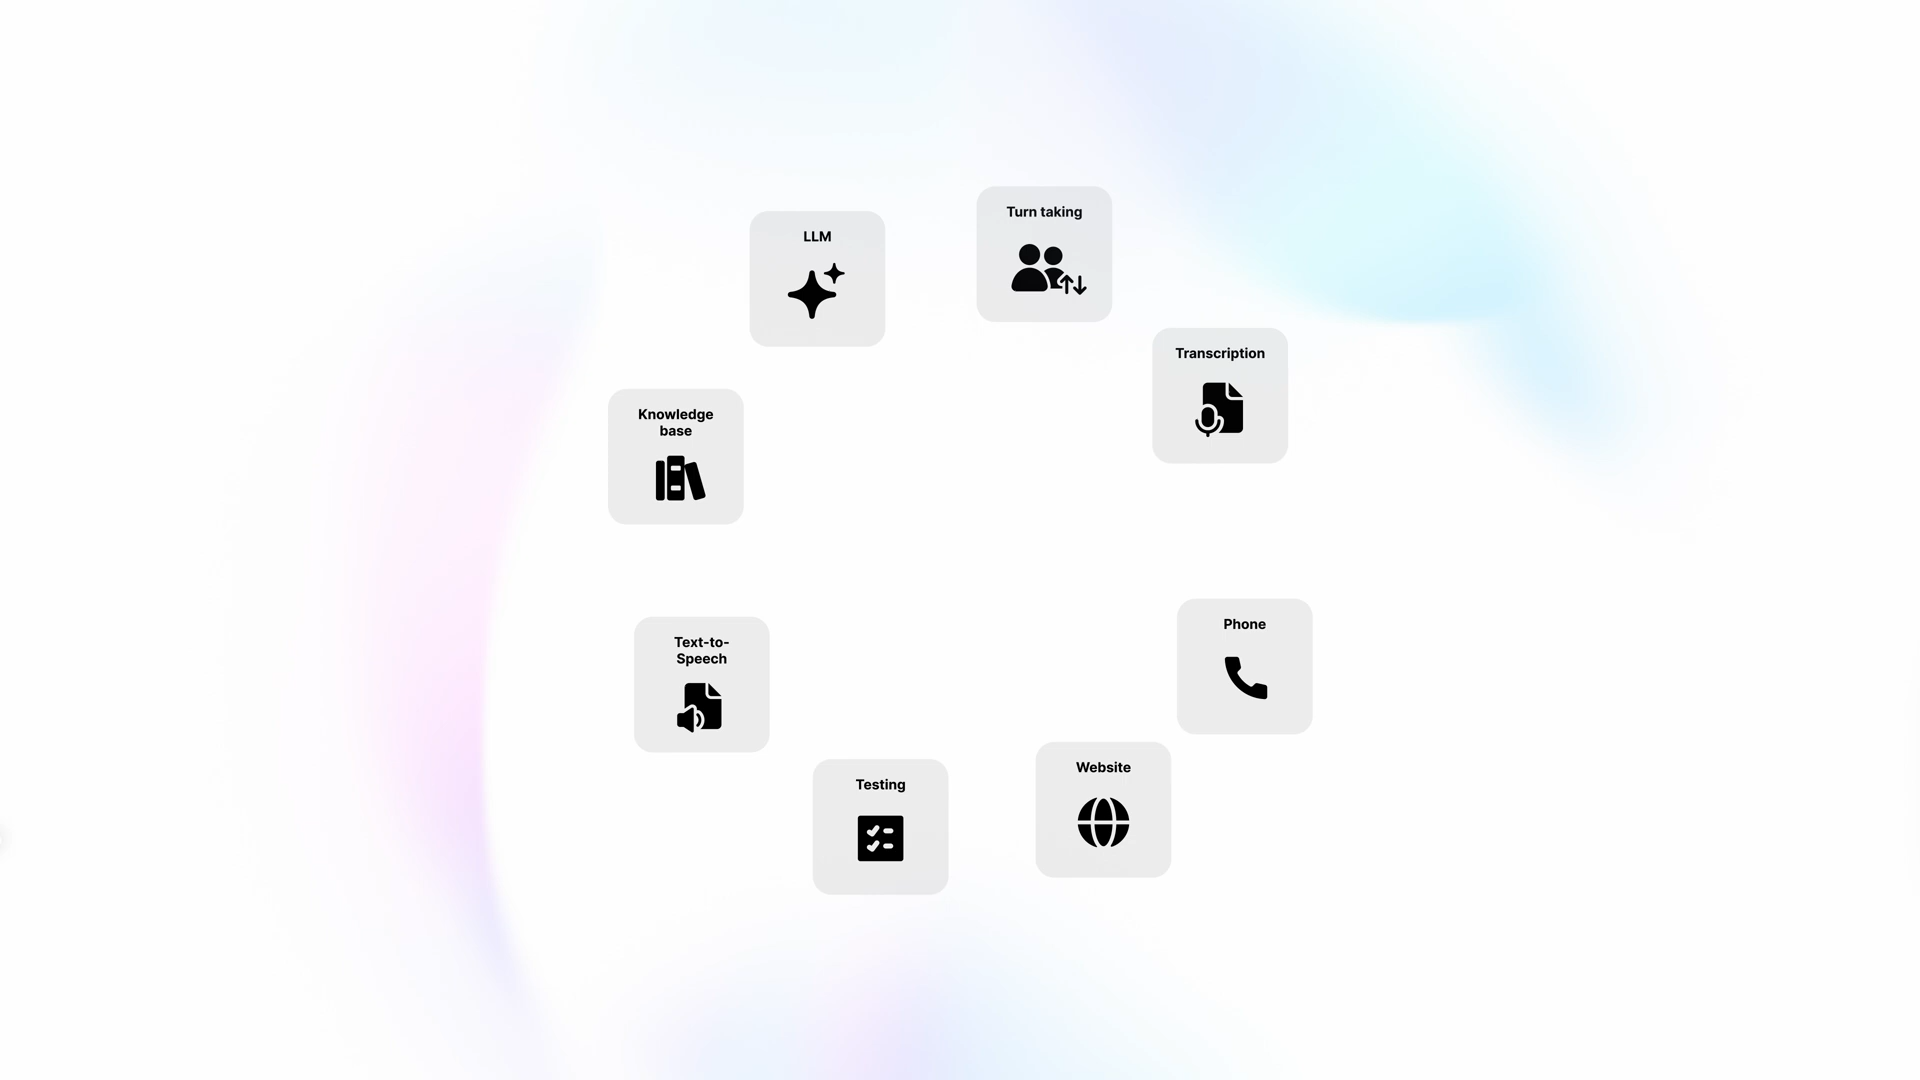 Turn taking
LLM
Transcription
Knowledge
base
Phone
Text-to-
Speech
Website
Testing